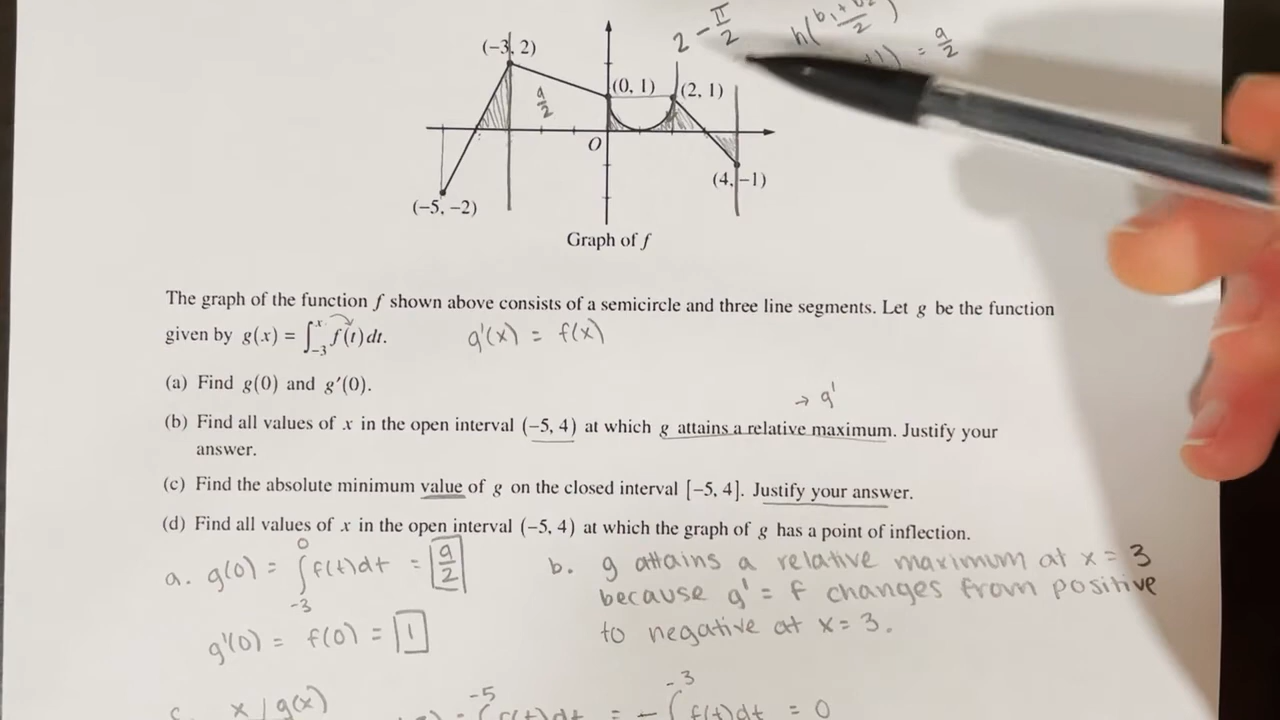 2 - π/2
h(b₁ + b₂/2)
+1) = 9/2
(−3, 2)
(0, 1)
(2, 1)
9/2
O
(4, −1)
(−5, −2)
Graph of f
The graph of the function f shown above consists of a semicircle and three line segments. Let g be the function
given by g(x) = ∫₋₃ˣ f(t) dt. g'(x) = f(x)
(a) Find g(0) and g′(0).
→ g'
(b) Find all values of x in the open interval (−5, 4) at which g attains a relative maximum. Justify your
answer.
(c) Find the absolute minimum value of g on the closed interval [−5, 4]. Justify your answer.
(d) Find all values of x in the open interval (−5, 4) at which the graph of g has a point of inflection.
a. g(0) = ∫₋₃⁰ f(t)dt = 9/2
g'(0) = f(0) = 1
b. g attains a relative maximum at x = 3
because g' = f changes from positive
to negative at x = 3.
c. x | g(x)
-5 ∫ f(t)dt = - ∫ -3 f(t)dt = 0